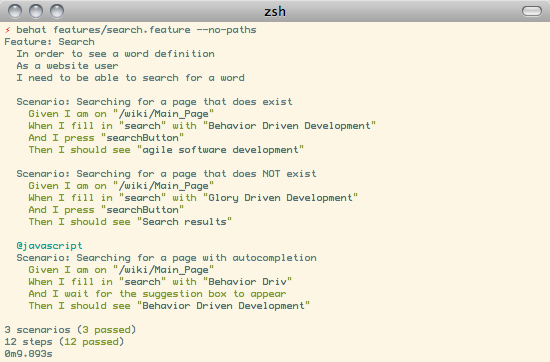 zsh
⚡ behat features/search.feature --no-paths
Feature: Search
  In order to see a word definition
  As a website user
  I need to be able to search for a word

  Scenario: Searching for a page that does exist
    Given I am on "/wiki/Main_Page"
    When I fill in "search" with "Behavior Driven Development"
    And I press "searchButton"
    Then I should see "agile software development"

  Scenario: Searching for a page that does NOT exist
    Given I am on "/wiki/Main_Page"
    When I fill in "search" with "Glory Driven Development"
    And I press "searchButton"
    Then I should see "Search results"

  @javascript
  Scenario: Searching for a page with autocompletion
    Given I am on "/wiki/Main_Page"
    When I fill in "search" with "Behavior Driv"
    And I wait for the suggestion box to appear
    Then I should see "Behavior Driven Development"

3 scenarios (3 passed)
12 steps (12 passed)
0m9.893s